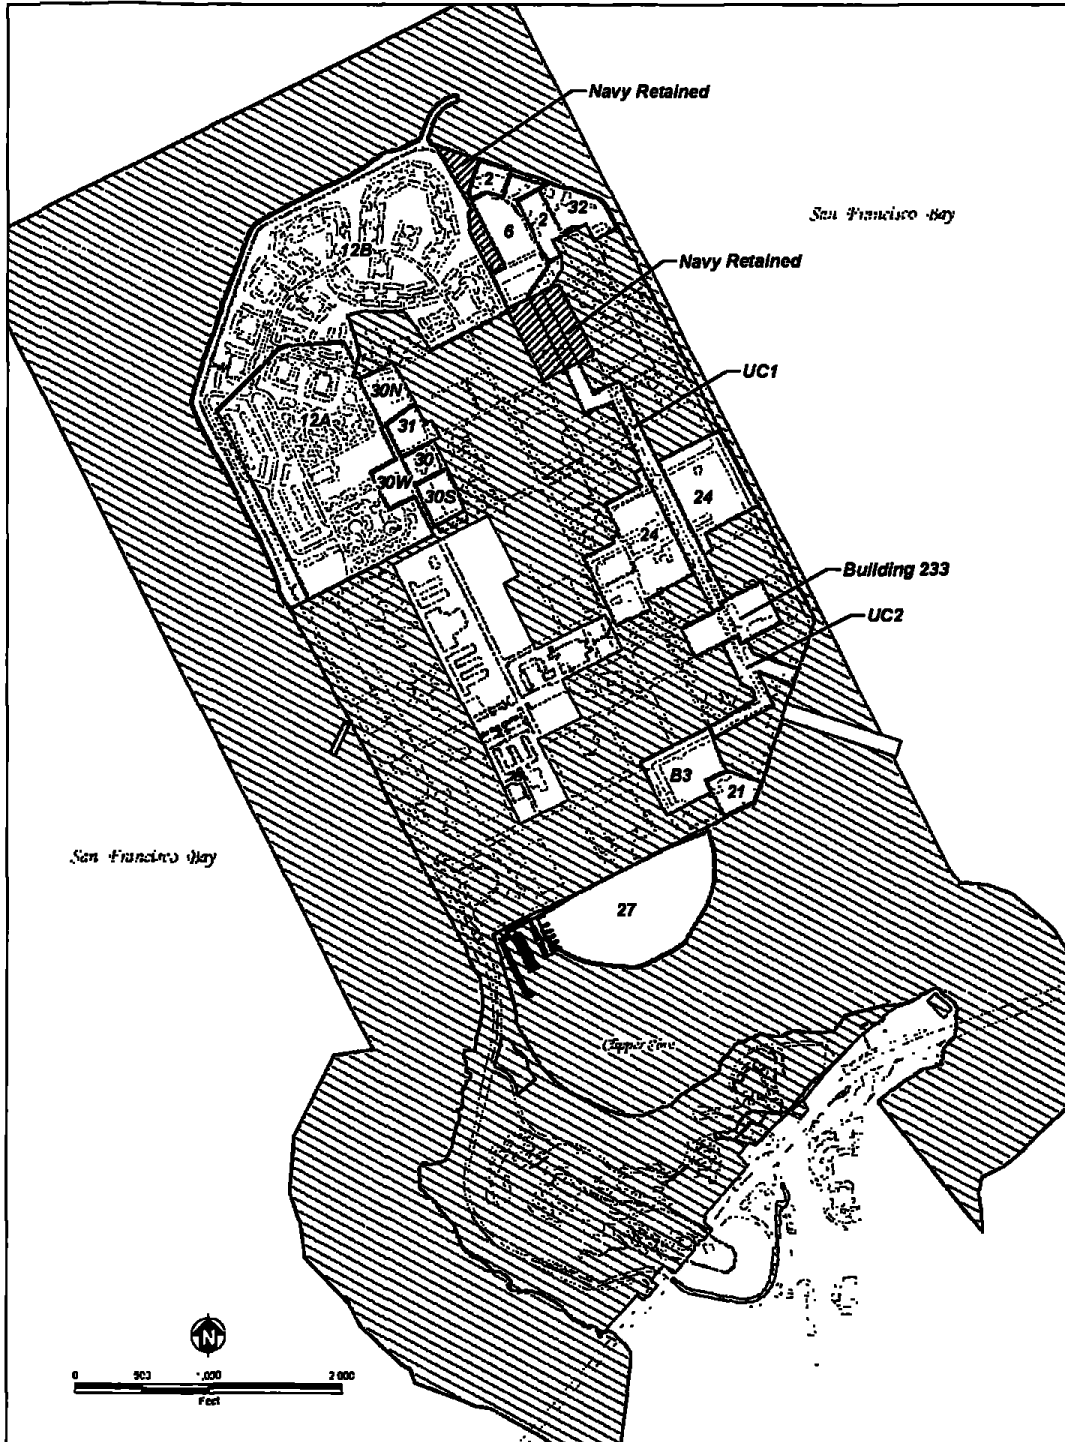 Navy Retained
2
32
2
6
San Francisco Bay
12B
Navy Retained
UC1
30N
12A
31
30
30W
30S
24
24
Building 233
UC2
B3
21
San Francisco Bay
27
Clipper Cove
N
0 500 1,000 2,000
Feet